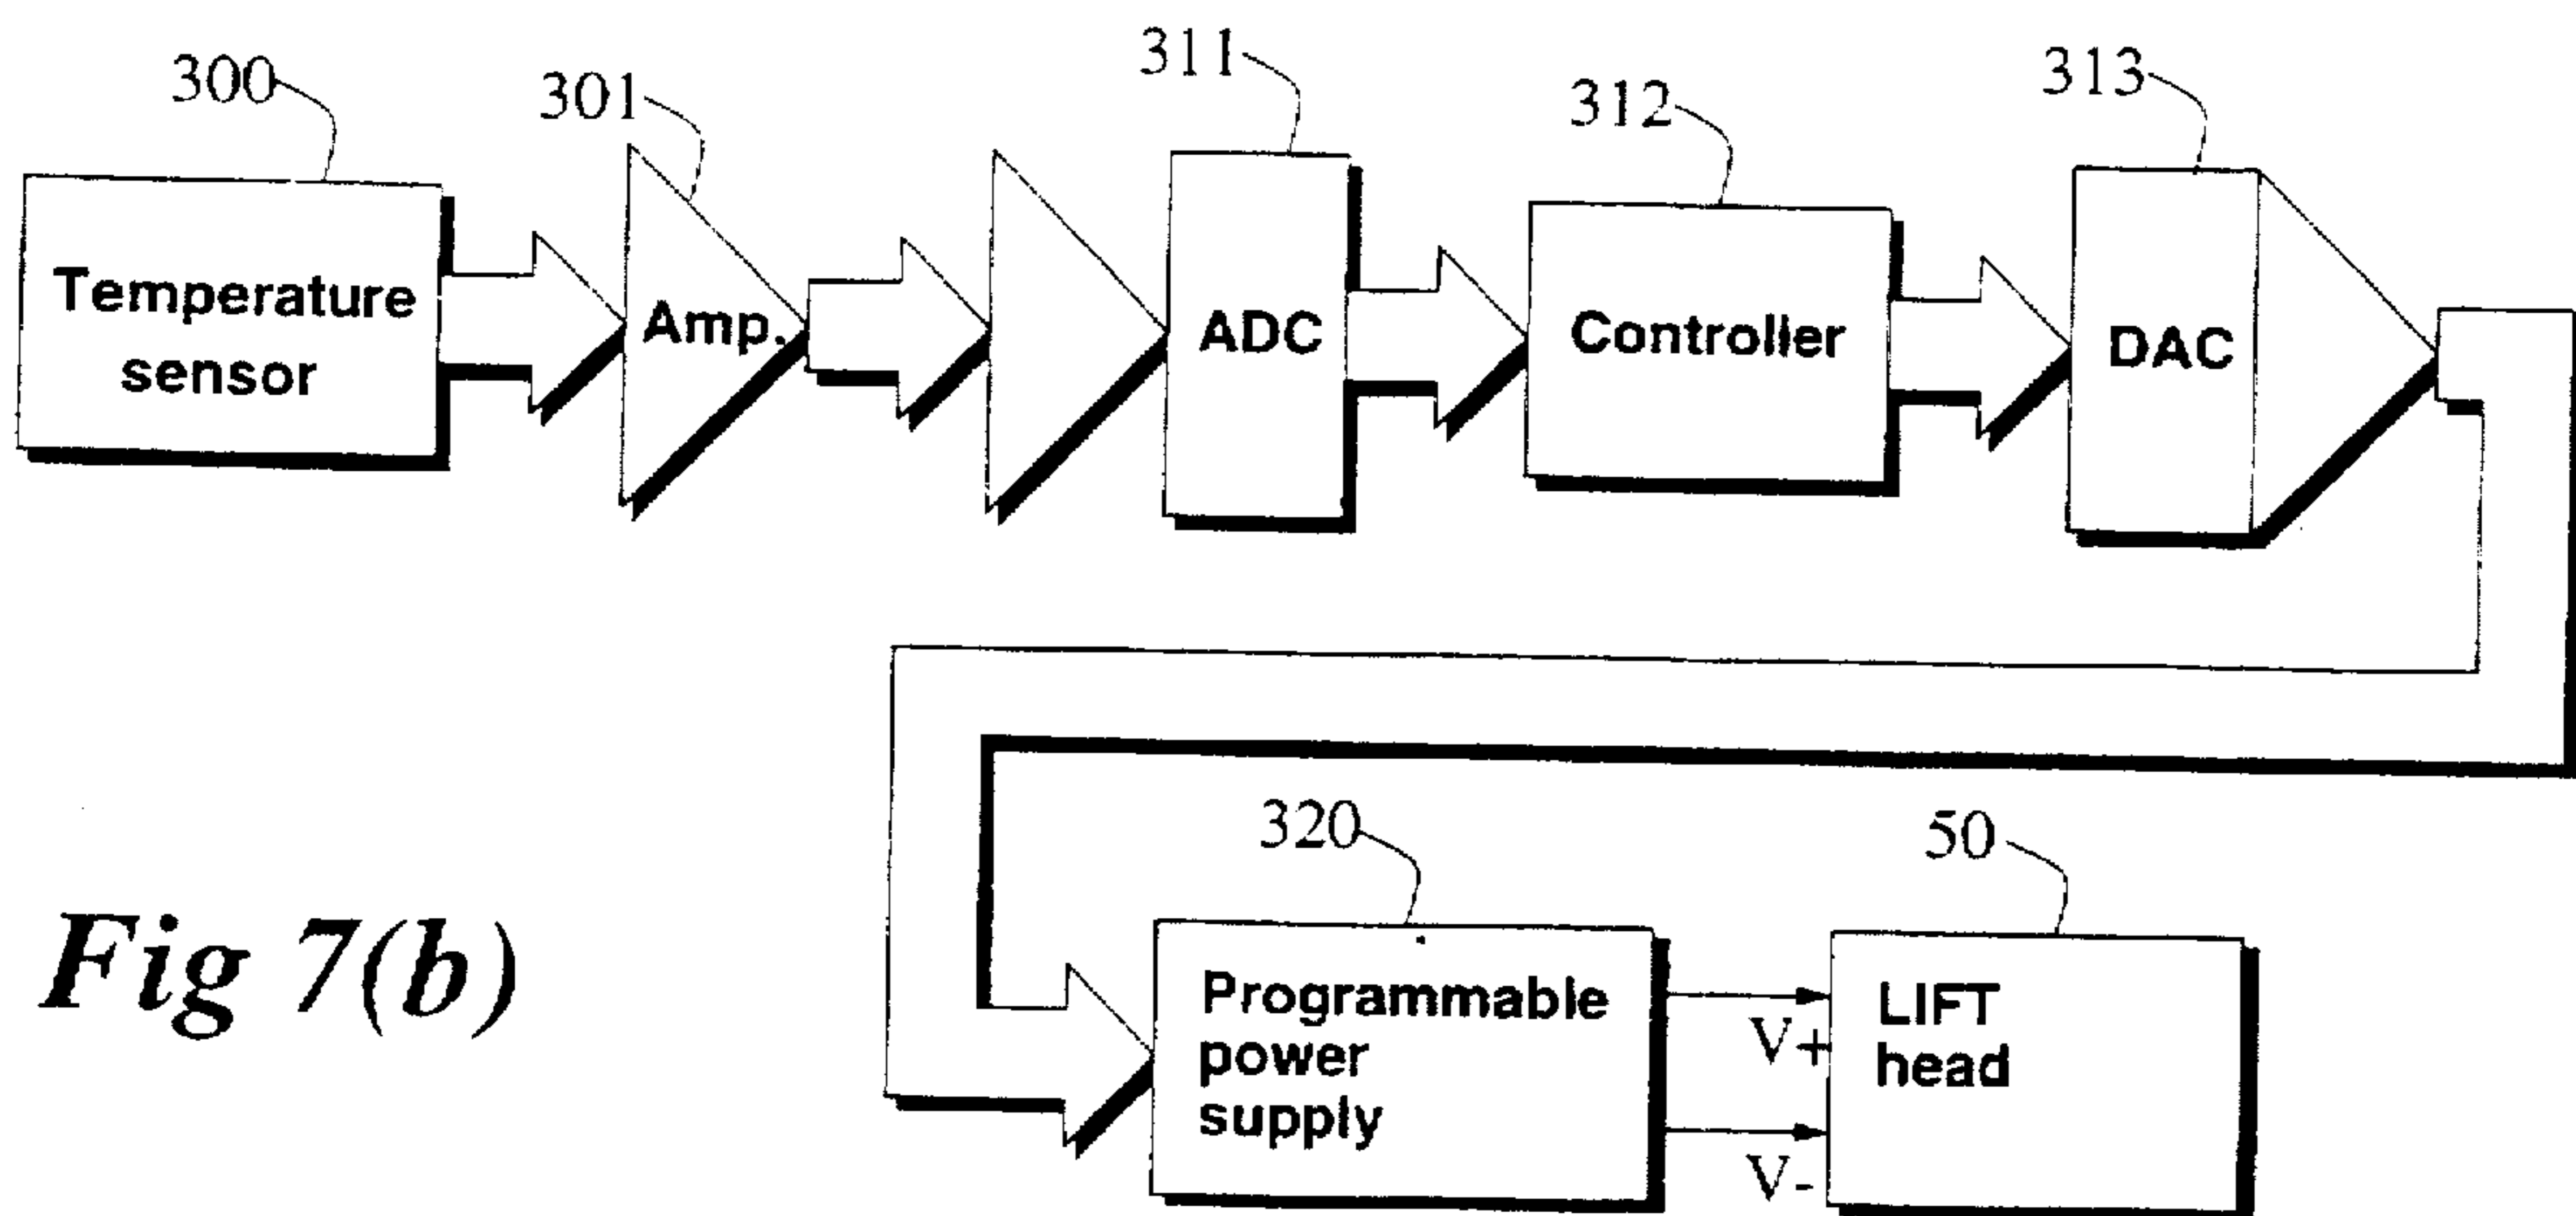 300
301
311
312
313
Temperature
sensor
Amp.
ADC
Controller
DAC
320
50
Programmable
power
supply
V+
V-
LIFT
head
Fig 7(b)